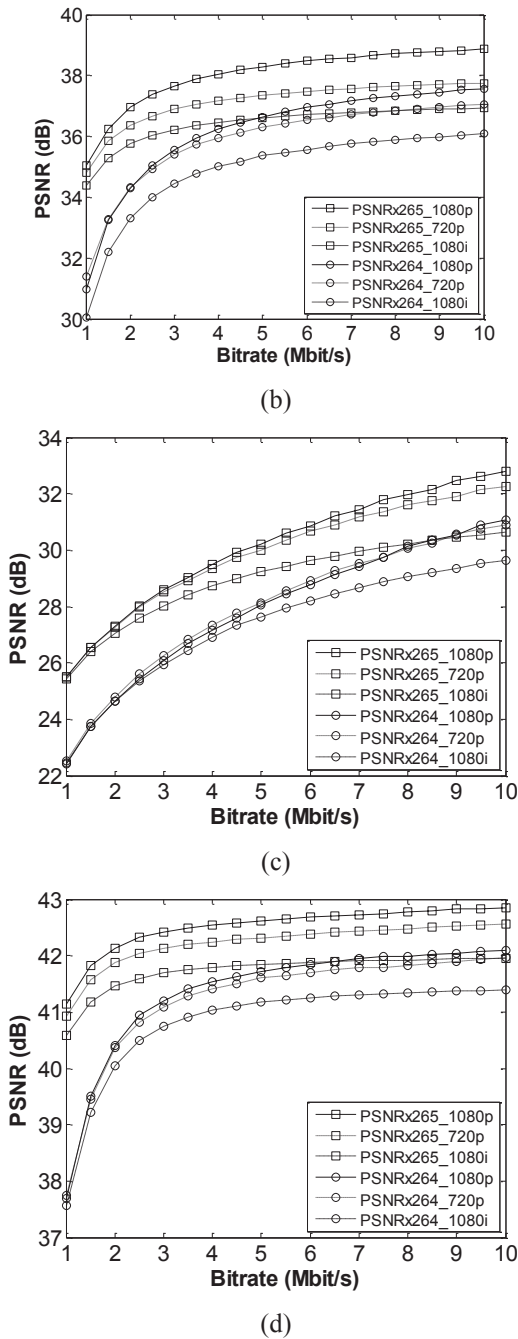 40
38
36
34
32
30
PSNR (dB)
PSNRx265_1080p
PSNRx265_720p
PSNRx265_1080i
PSNRx264_1080p
PSNRx264_720p
PSNRx264_1080i
1 2 3 4 5 6 7 8 9 10
Bitrate (Mbit/s)
(b)
34
32
30
28
26
24
22
PSNR (dB)
PSNRx265_1080p
PSNRx265_720p
PSNRx265_1080i
PSNRx264_1080p
PSNRx264_720p
PSNRx264_1080i
1 2 3 4 5 6 7 8 9 10
Bitrate (Mbit/s)
(c)
43
42
41
40
39
38
37
PSNR (dB)
PSNRx265_1080p
PSNRx265_720p
PSNRx265_1080i
PSNRx264_1080p
PSNRx264_720p
PSNRx264_1080i
1 2 3 4 5 6 7 8 9 10
Bitrate (Mbit/s)
(d)